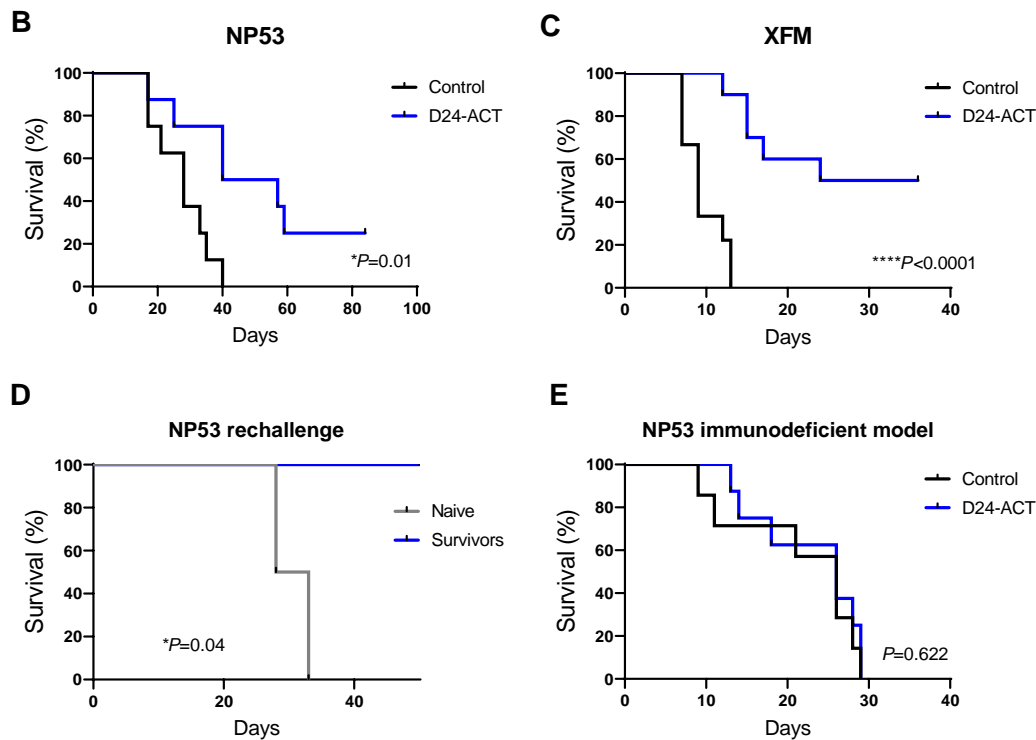 B
NP53
Survival (%)
100
80
60
40
20
0
0 20 40 60 80 100
Days
Control
D24-ACT
*P=0.01
C
XFM
Survival (%)
100
80
60
40
20
0
0 10 20 30 40
Days
Control
D24-ACT
****P<0.0001
D
NP53 rechallenge
Survival (%)
100
80
60
40
20
0
0 20 40
Days
Naive
Survivors
*P=0.04
E
NP53 immunodeficient model
Survival (%)
100
80
60
40
20
0
0 10 20 30 40
Days
Control
D24-ACT
P=0.622